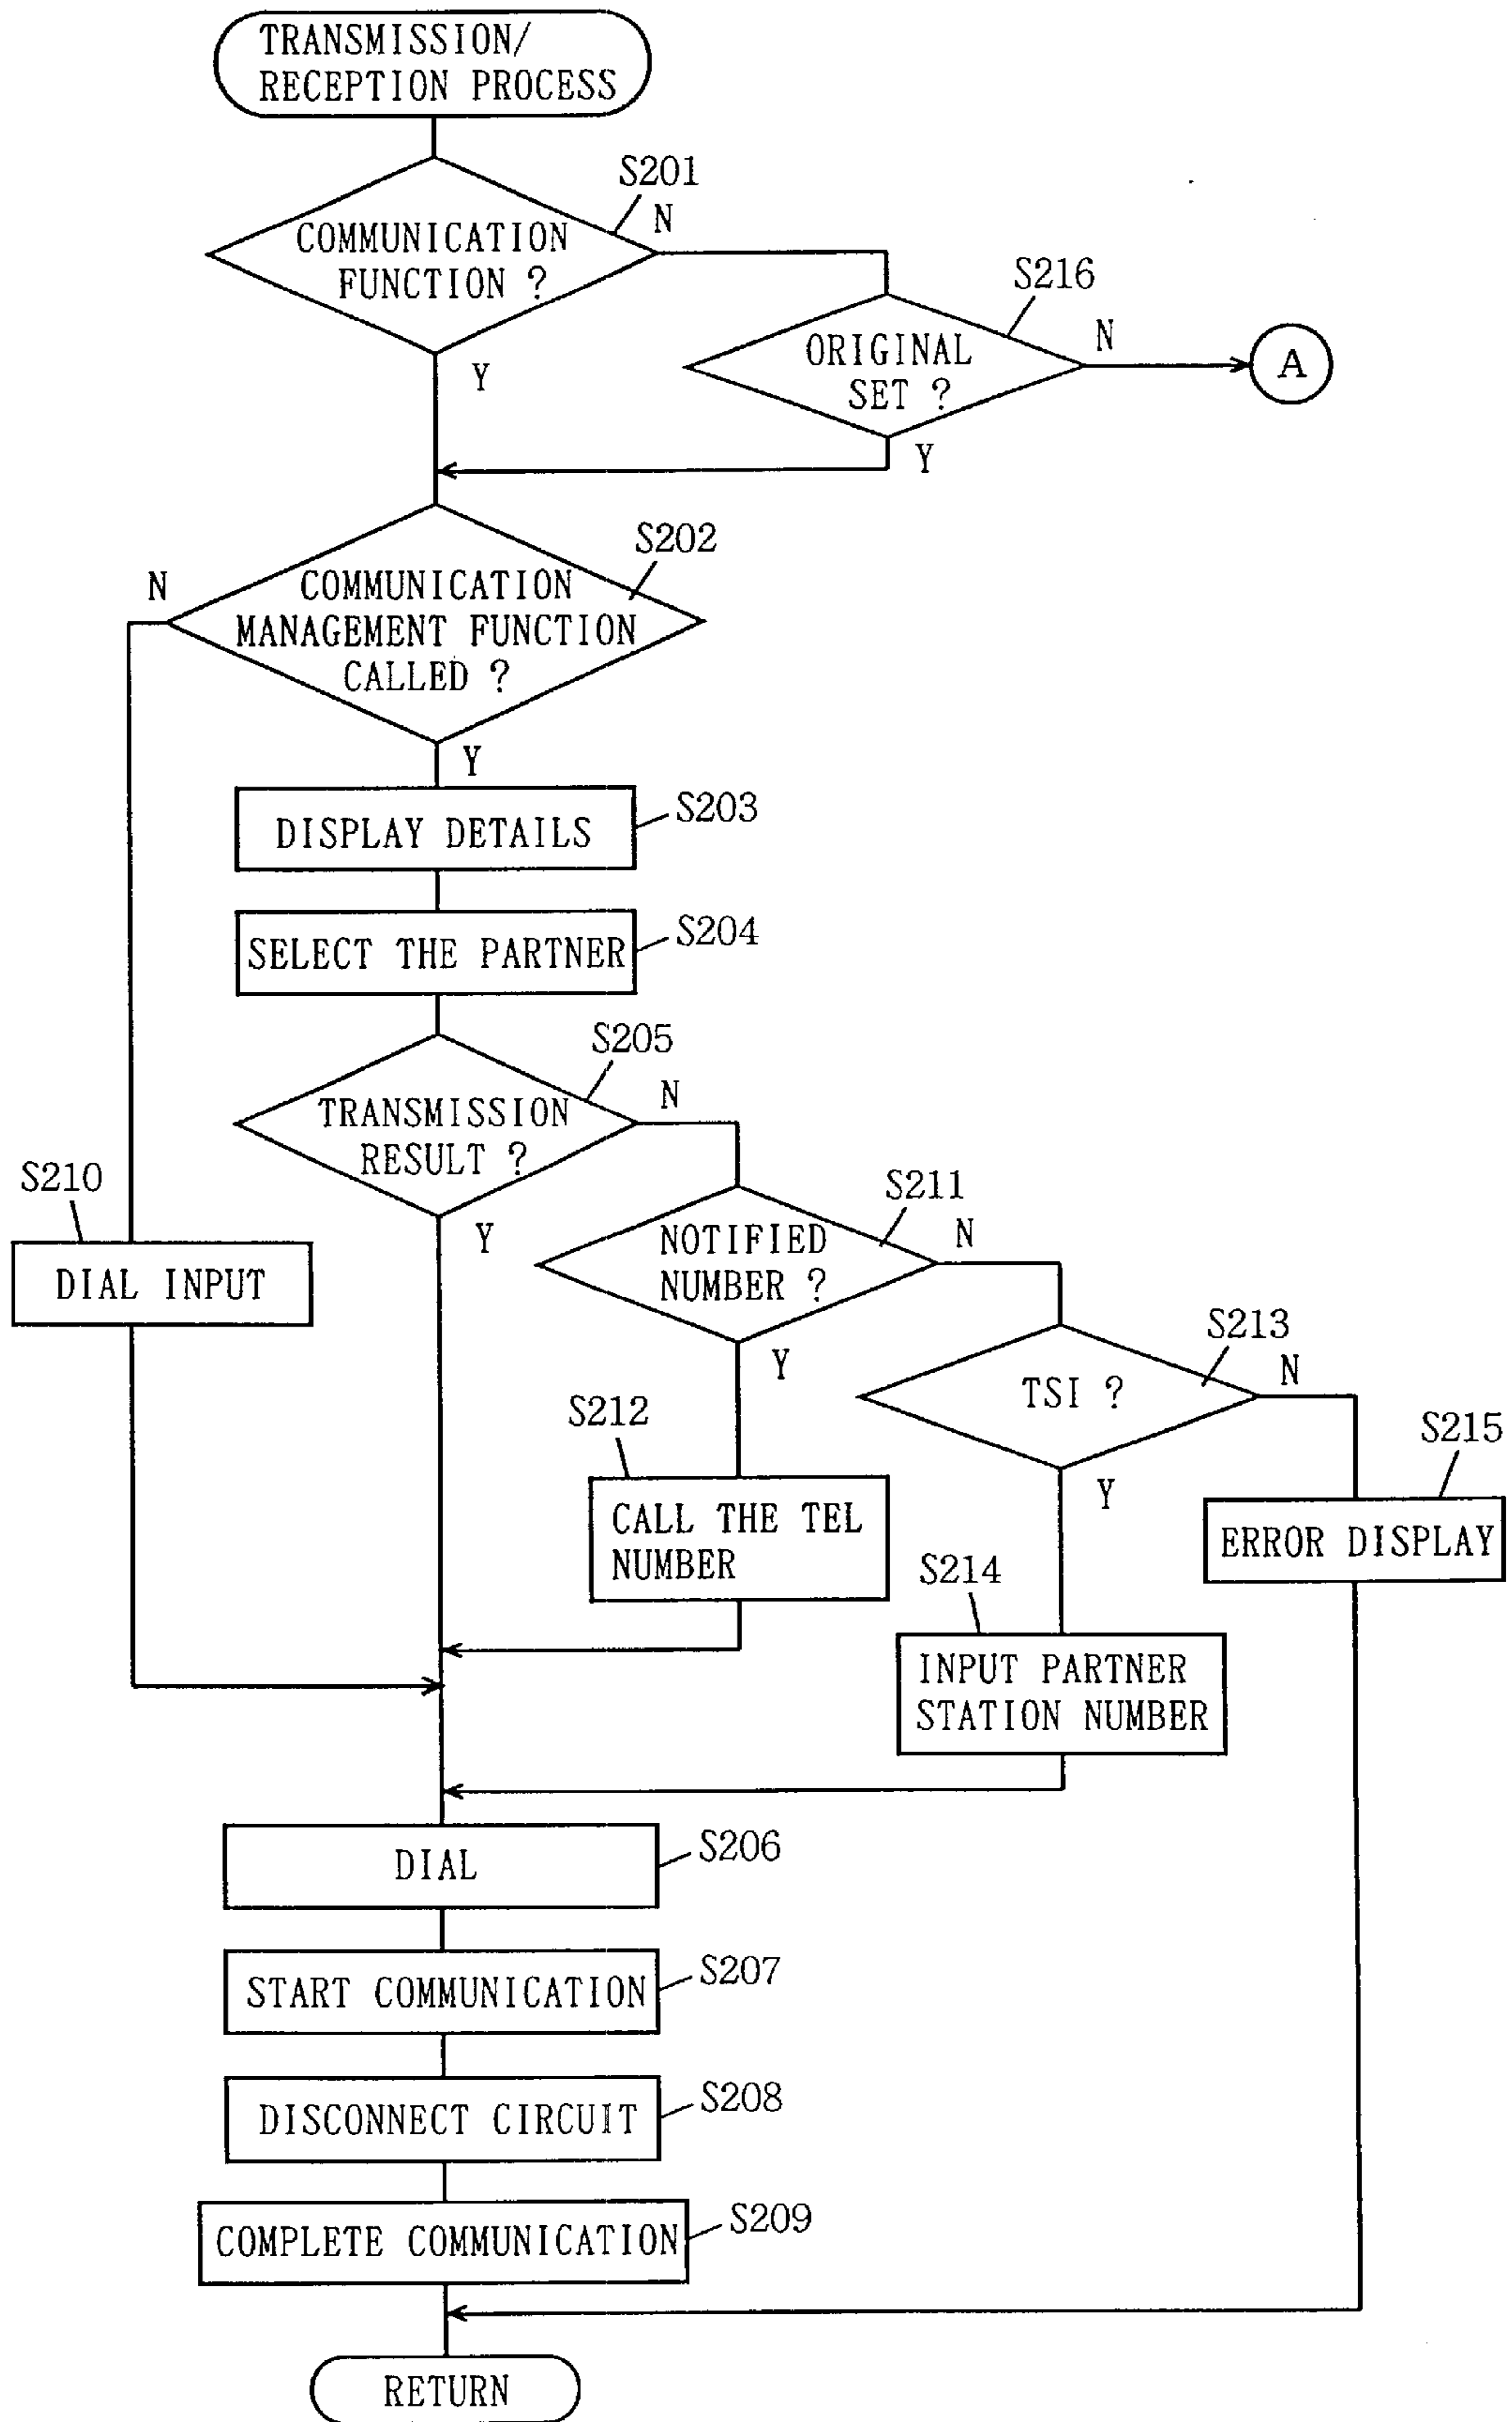 TRANSMISSION/
RECEPTION PROCESS
S201
N
COMMUNICATION
FUNCTION ?
Y
S216
N
ORIGINAL
SET ?
A
Y
S202
N
COMMUNICATION
MANAGEMENT FUNCTION
CALLED ?
Y
S203
DISPLAY DETAILS
S204
SELECT THE PARTNER
S205
N
TRANSMISSION
RESULT ?
Y
S210
DIAL INPUT
S211
N
NOTIFIED
NUMBER ?
Y
S213
N
TSI ?
Y
S212
CALL THE TEL
NUMBER
S215
ERROR DISPLAY
S214
INPUT PARTNER
STATION NUMBER
S206
DIAL
S207
START COMMUNICATION
S208
DISCONNECT CIRCUIT
S209
COMPLETE COMMUNICATION
RETURN